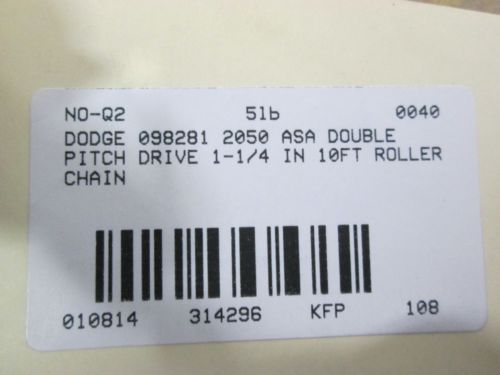 NO-Q2 5lb 0040
DODGE 098281 2050 ASA DOUBLE
PITCH DRIVE 1-1/4 IN 10FT ROLLER
CHAIN
010814 314296 KFP 108